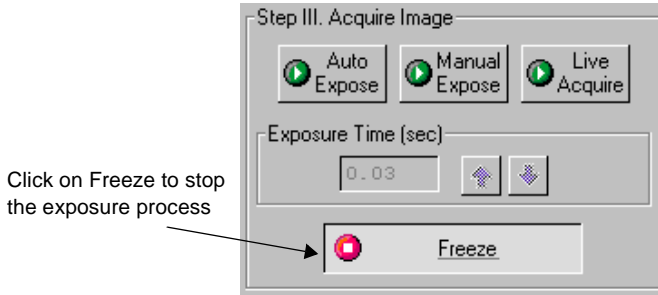 Step III. Acquire Image
Auto Expose
Manual Expose
Live Acquire
Exposure Time (sec)
0.03
Click on Freeze to stop
the exposure process
Freeze